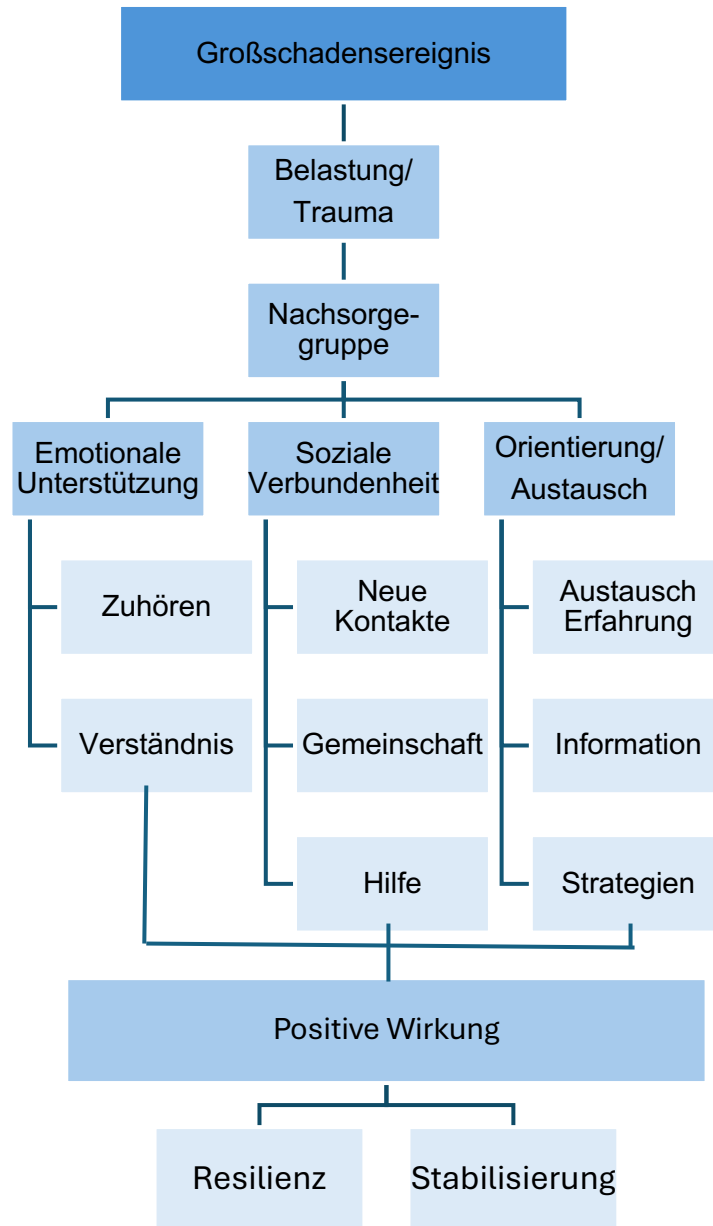 Großschadensereignis
Belastung/
Trauma
Nachsorge-
gruppe
Emotionale
Unterstützung
Soziale
Verbundenheit
Orientierung/
Austausch
Zuhören
Neue
Kontakte
Austausch
Erfahrung
Verständnis
Gemeinschaft
Information
Hilfe
Strategien
Positive Wirkung
Resilienz
Stabilisierung